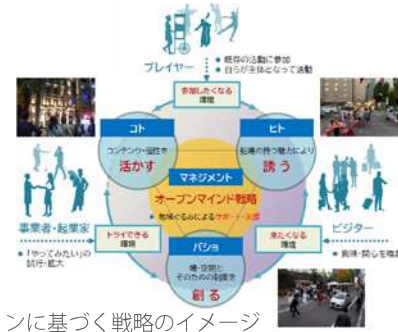 プレイヤー
● 既存の活動に参加
● 自らが主体となって活動
参加したくなる
環境
コト
コンテンツ・個性を
活かす
ヒト
船場の持つ魅力により
誘う
マネジメント
オープンマインド戦略
● 地域ぐるみによるサポート・支援
事業者・起業家
● 「やってみたい」の
試行・拡大
トライできる
環境
来たくなる
環境
ビジター
● 興味・関心を喚起
バショ
場・空間と
そのための制度を
創る
ンに基づく戦略のイメージ